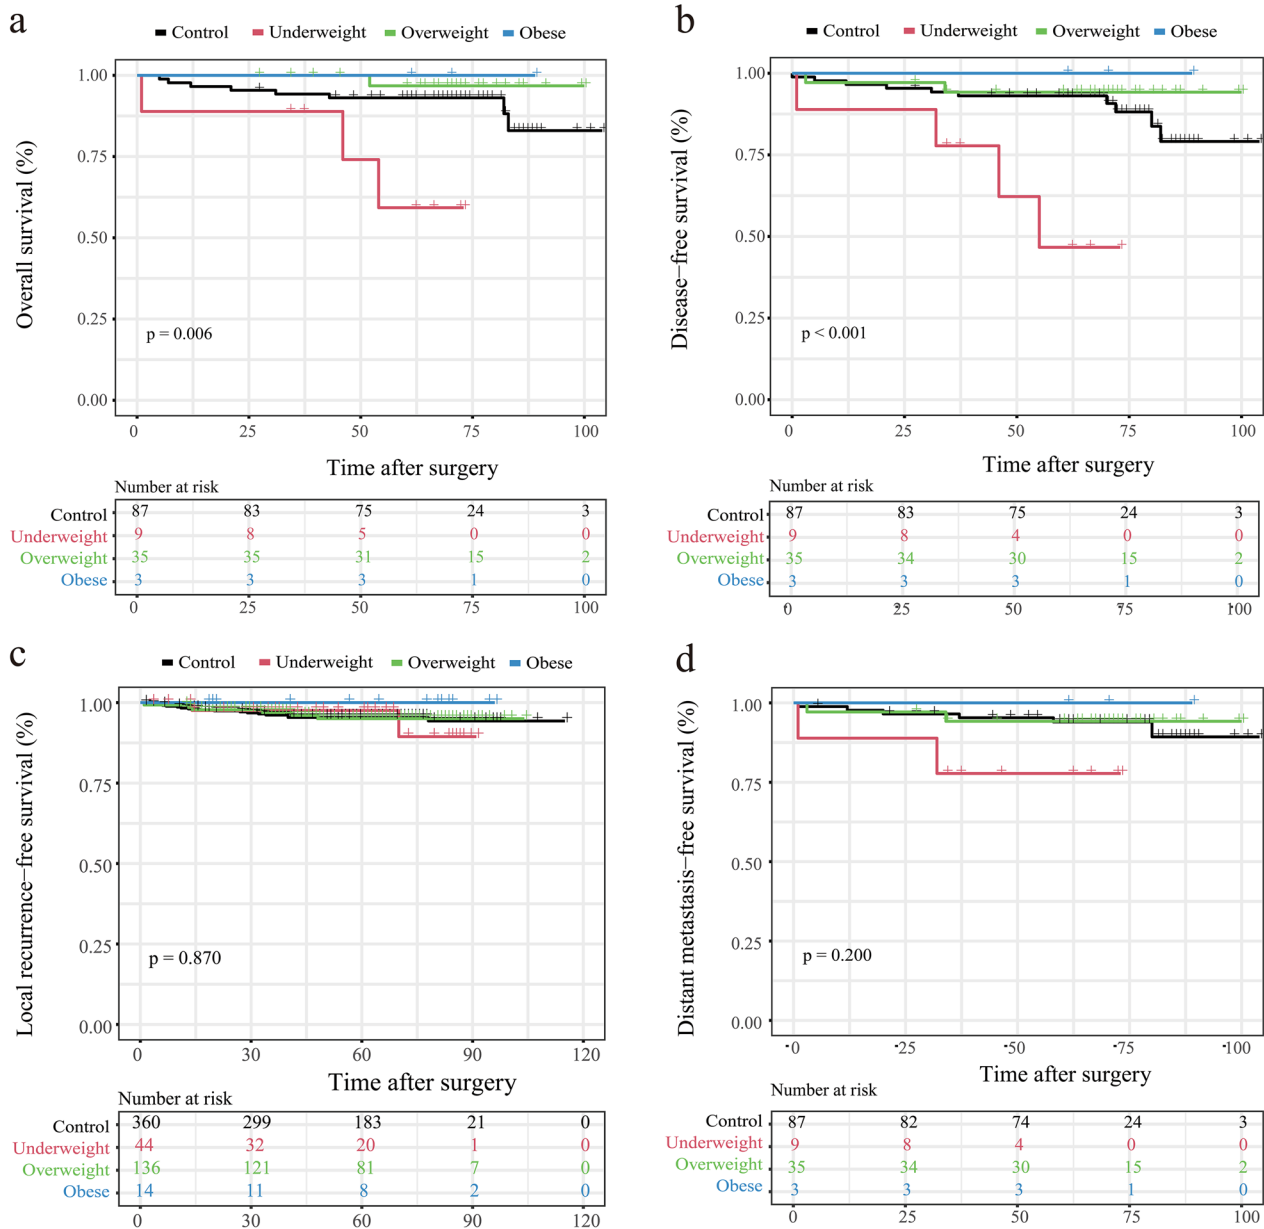 a
Control Underweight Overweight Obese
Overall survival (%)
1.00
0.75
0.50
0.25
0.00
p = 0.006
0 25 50 75 100
Time after surgery
Number at risk
Control 87 83 75 24 3
Underweight 9 8 5 0 0
Overweight 35 35 31 15 2
Obese 3 3 3 1 0
0 25 50 75 100
b
Control Underweight Overweight Obese
Disease-free survival (%)
1.00
0.75
0.50
0.25
0.00
p < 0.001
0 25 50 75 100
Time after surgery
Number at risk
Control 87 83 75 24 3
Underweight 9 8 4 0 0
Overweight 35 34 30 15 2
Obese 3 3 3 1 0
0 25 50 75 100
c
Control Underweight Overweight Obese
Local recurrence-free survival (%)
1.00
0.75
0.50
0.25
0.00
p = 0.870
0 30 60 90 120
Time after surgery
Number at risk
Control 360 299 183 21 0
Underweight 44 32 20 1 0
Overweight 136 121 81 7 0
Obese 14 11 8 2 0
0 30 60 90 120
d
Distant metastasis-free survival (%)
1.00
0.75
0.50
0.25
0.00
p = 0.200
0 25 50 75 100
Time after surgery
Number at risk
Control 87 82 74 24 3
Underweight 9 8 4 0 0
Overweight 35 34 30 15 2
Obese 3 3 3 1 0
0 25 50 75 100